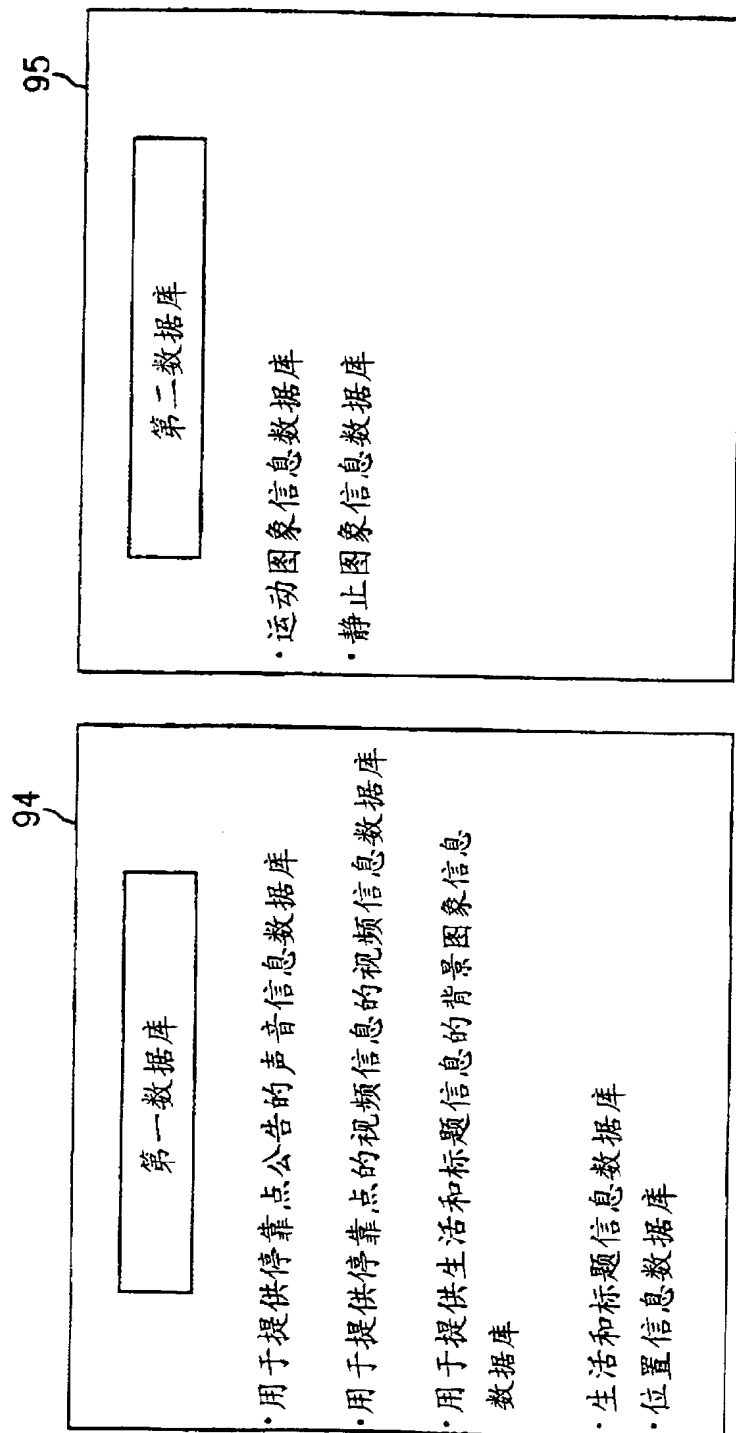 94
第一数据库
·用于提供停靠点公告的声音信息数据库
·用于提供停靠点的视频信息的视频信息数据库
·用于提供生活和标题信息的背景图象信息
数据库
·生活和标题信息数据库
·位置信息数据库
95
第二数据库
·运动图象信息数据库
·静止图象信息数据库